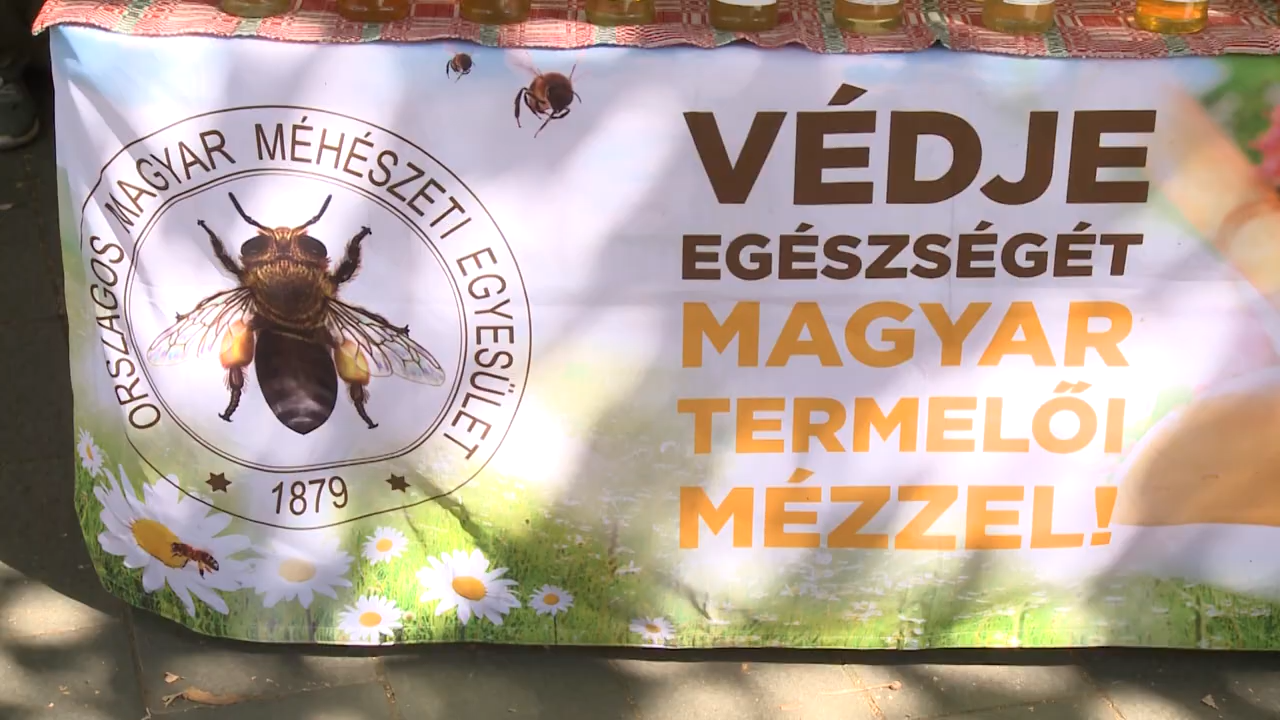 ORSZÁGOS MAGYAR MÉHÉSZETI EGYESÜLET
1879
VÉDJE
EGÉSZSÉGÉT
MAGYAR
TERMELŐI
MÉZZEL!